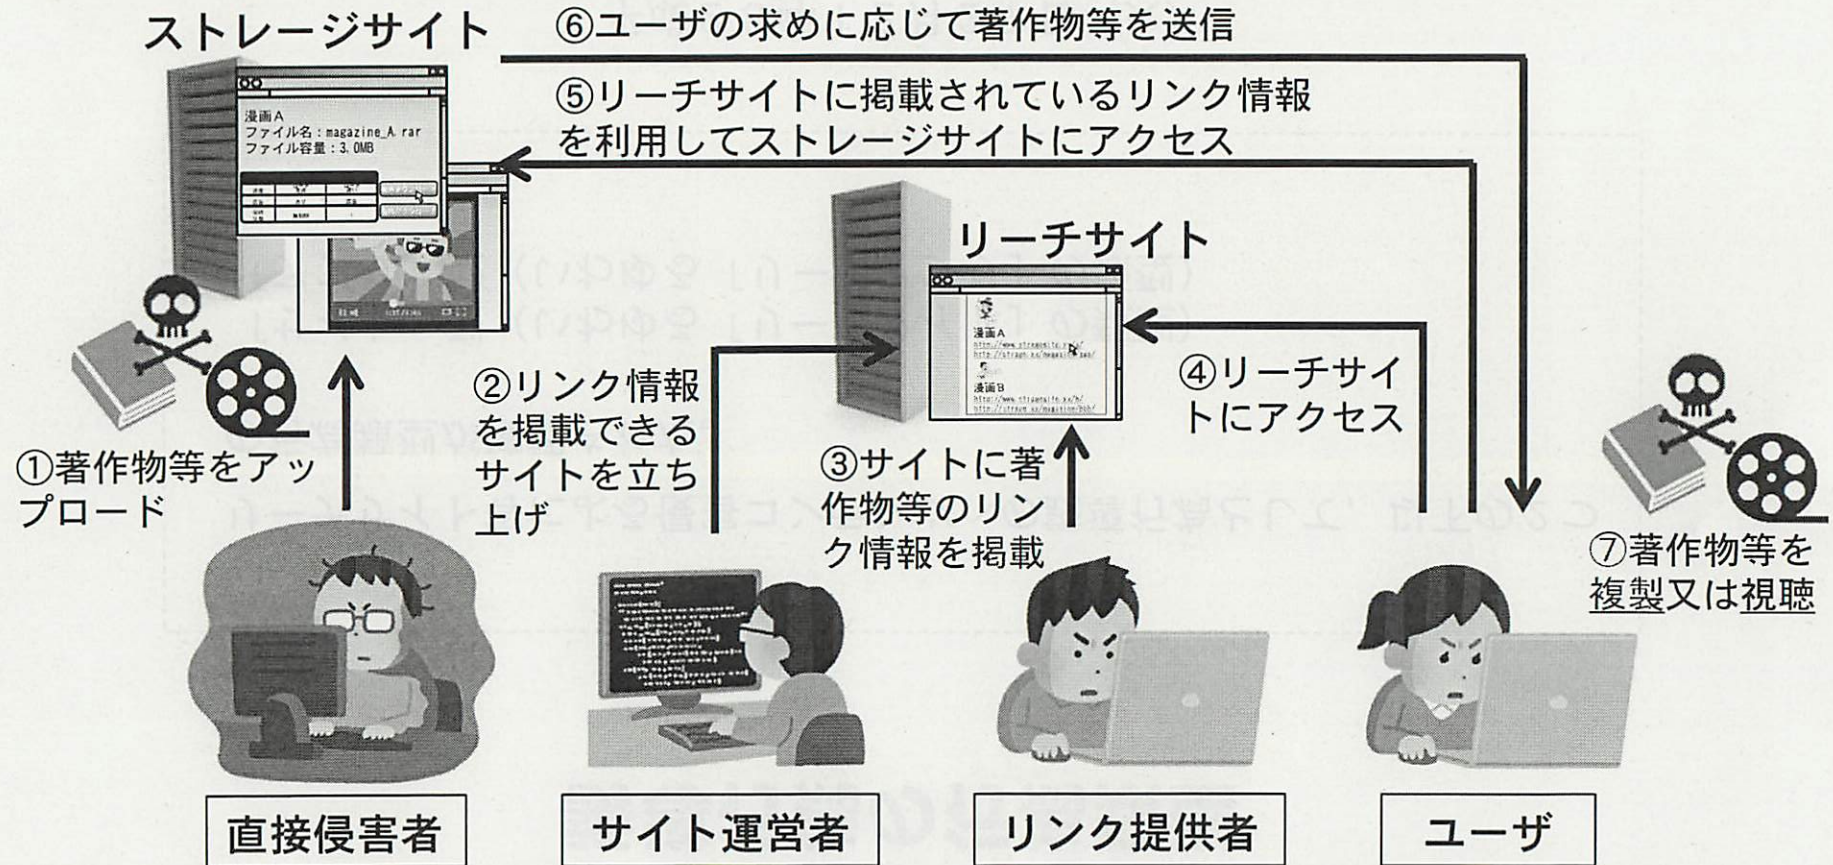 ストレージサイト
⑥ユーザの求めに応じて著作物等を送信
⑤リーチサイトに掲載されているリンク情報
を利用してストレージサイトにアクセス
漫画A
ファイル名：magazine_A.rar
ファイル容量：3.0MB
リーチサイト
漫画A
漫画B
①著作物等をアッ
プロード
②リンク情報
を掲載できる
サイトを立ち
上げ
③サイトに著
作物等のリン
ク情報を掲載
④リーチサイ
トにアクセス
⑦著作物等を
複製又は視聴
直接侵害者
サイト運営者
リンク提供者
ユーザ